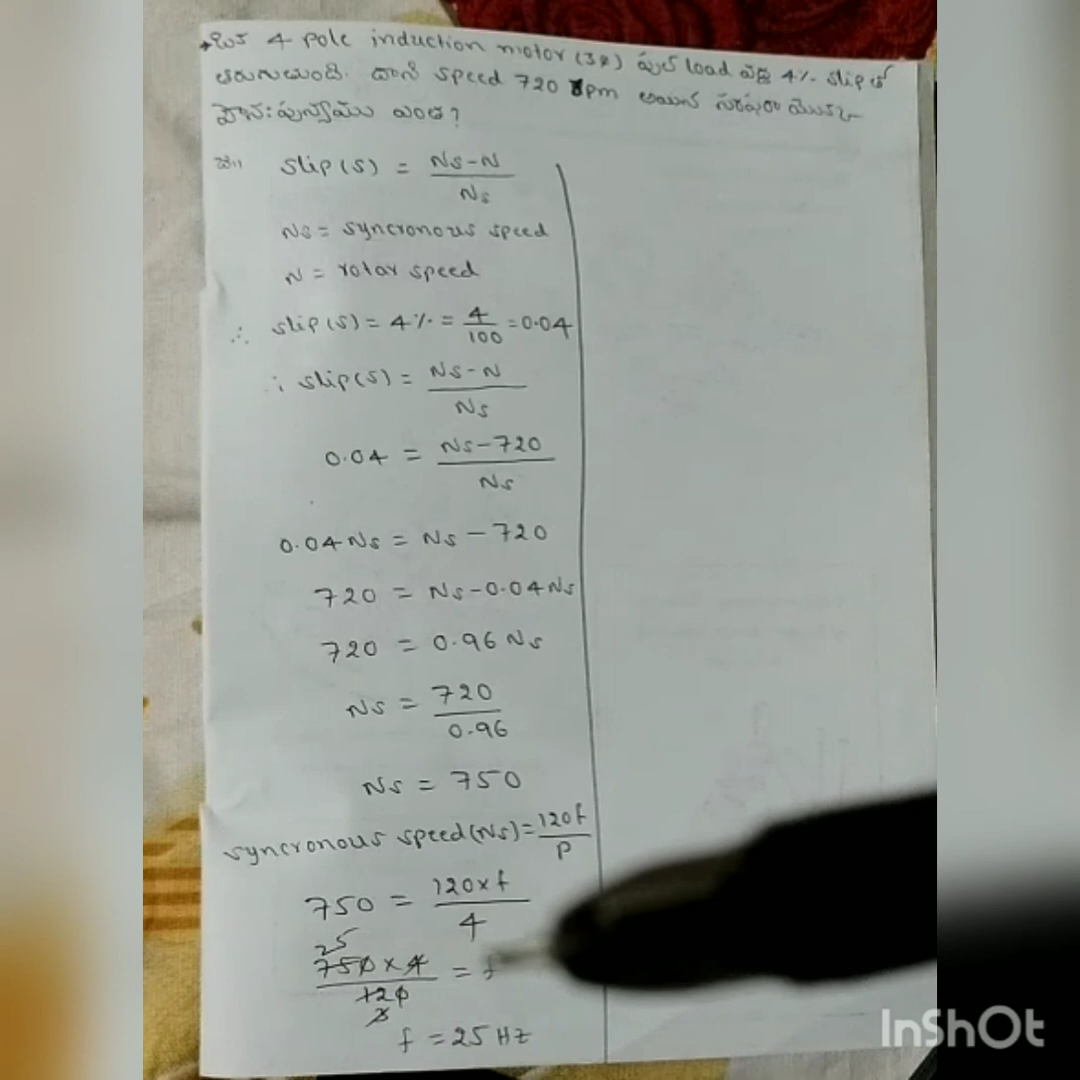 ఒక 4 pole induction motor (3φ) ఫుల్ load వద్ద 4% slip తో
తిరుగుచుండి. దాని speed 720 rpm అయిన సరఫరా యొక్క
పౌనఃపున్యము ఎంత?
జ।। slip (s) = Ns-N / Ns
Ns = syncronous speed
N = rotar speed
∴ slip (s) = 4% = 4/100 = 0.04
∴ slip(s) = Ns-N / Ns
0.04 = Ns-720 / Ns
0.04 Ns = Ns - 720
720 = Ns-0.04 Ns
720 = 0.96 Ns
Ns = 720 / 0.96
Ns = 750
syncronous speed (Ns) = 120f / P
750 = 120×f / 4
25
750×4 / 120 = f
f = 25 Hz
InShOt